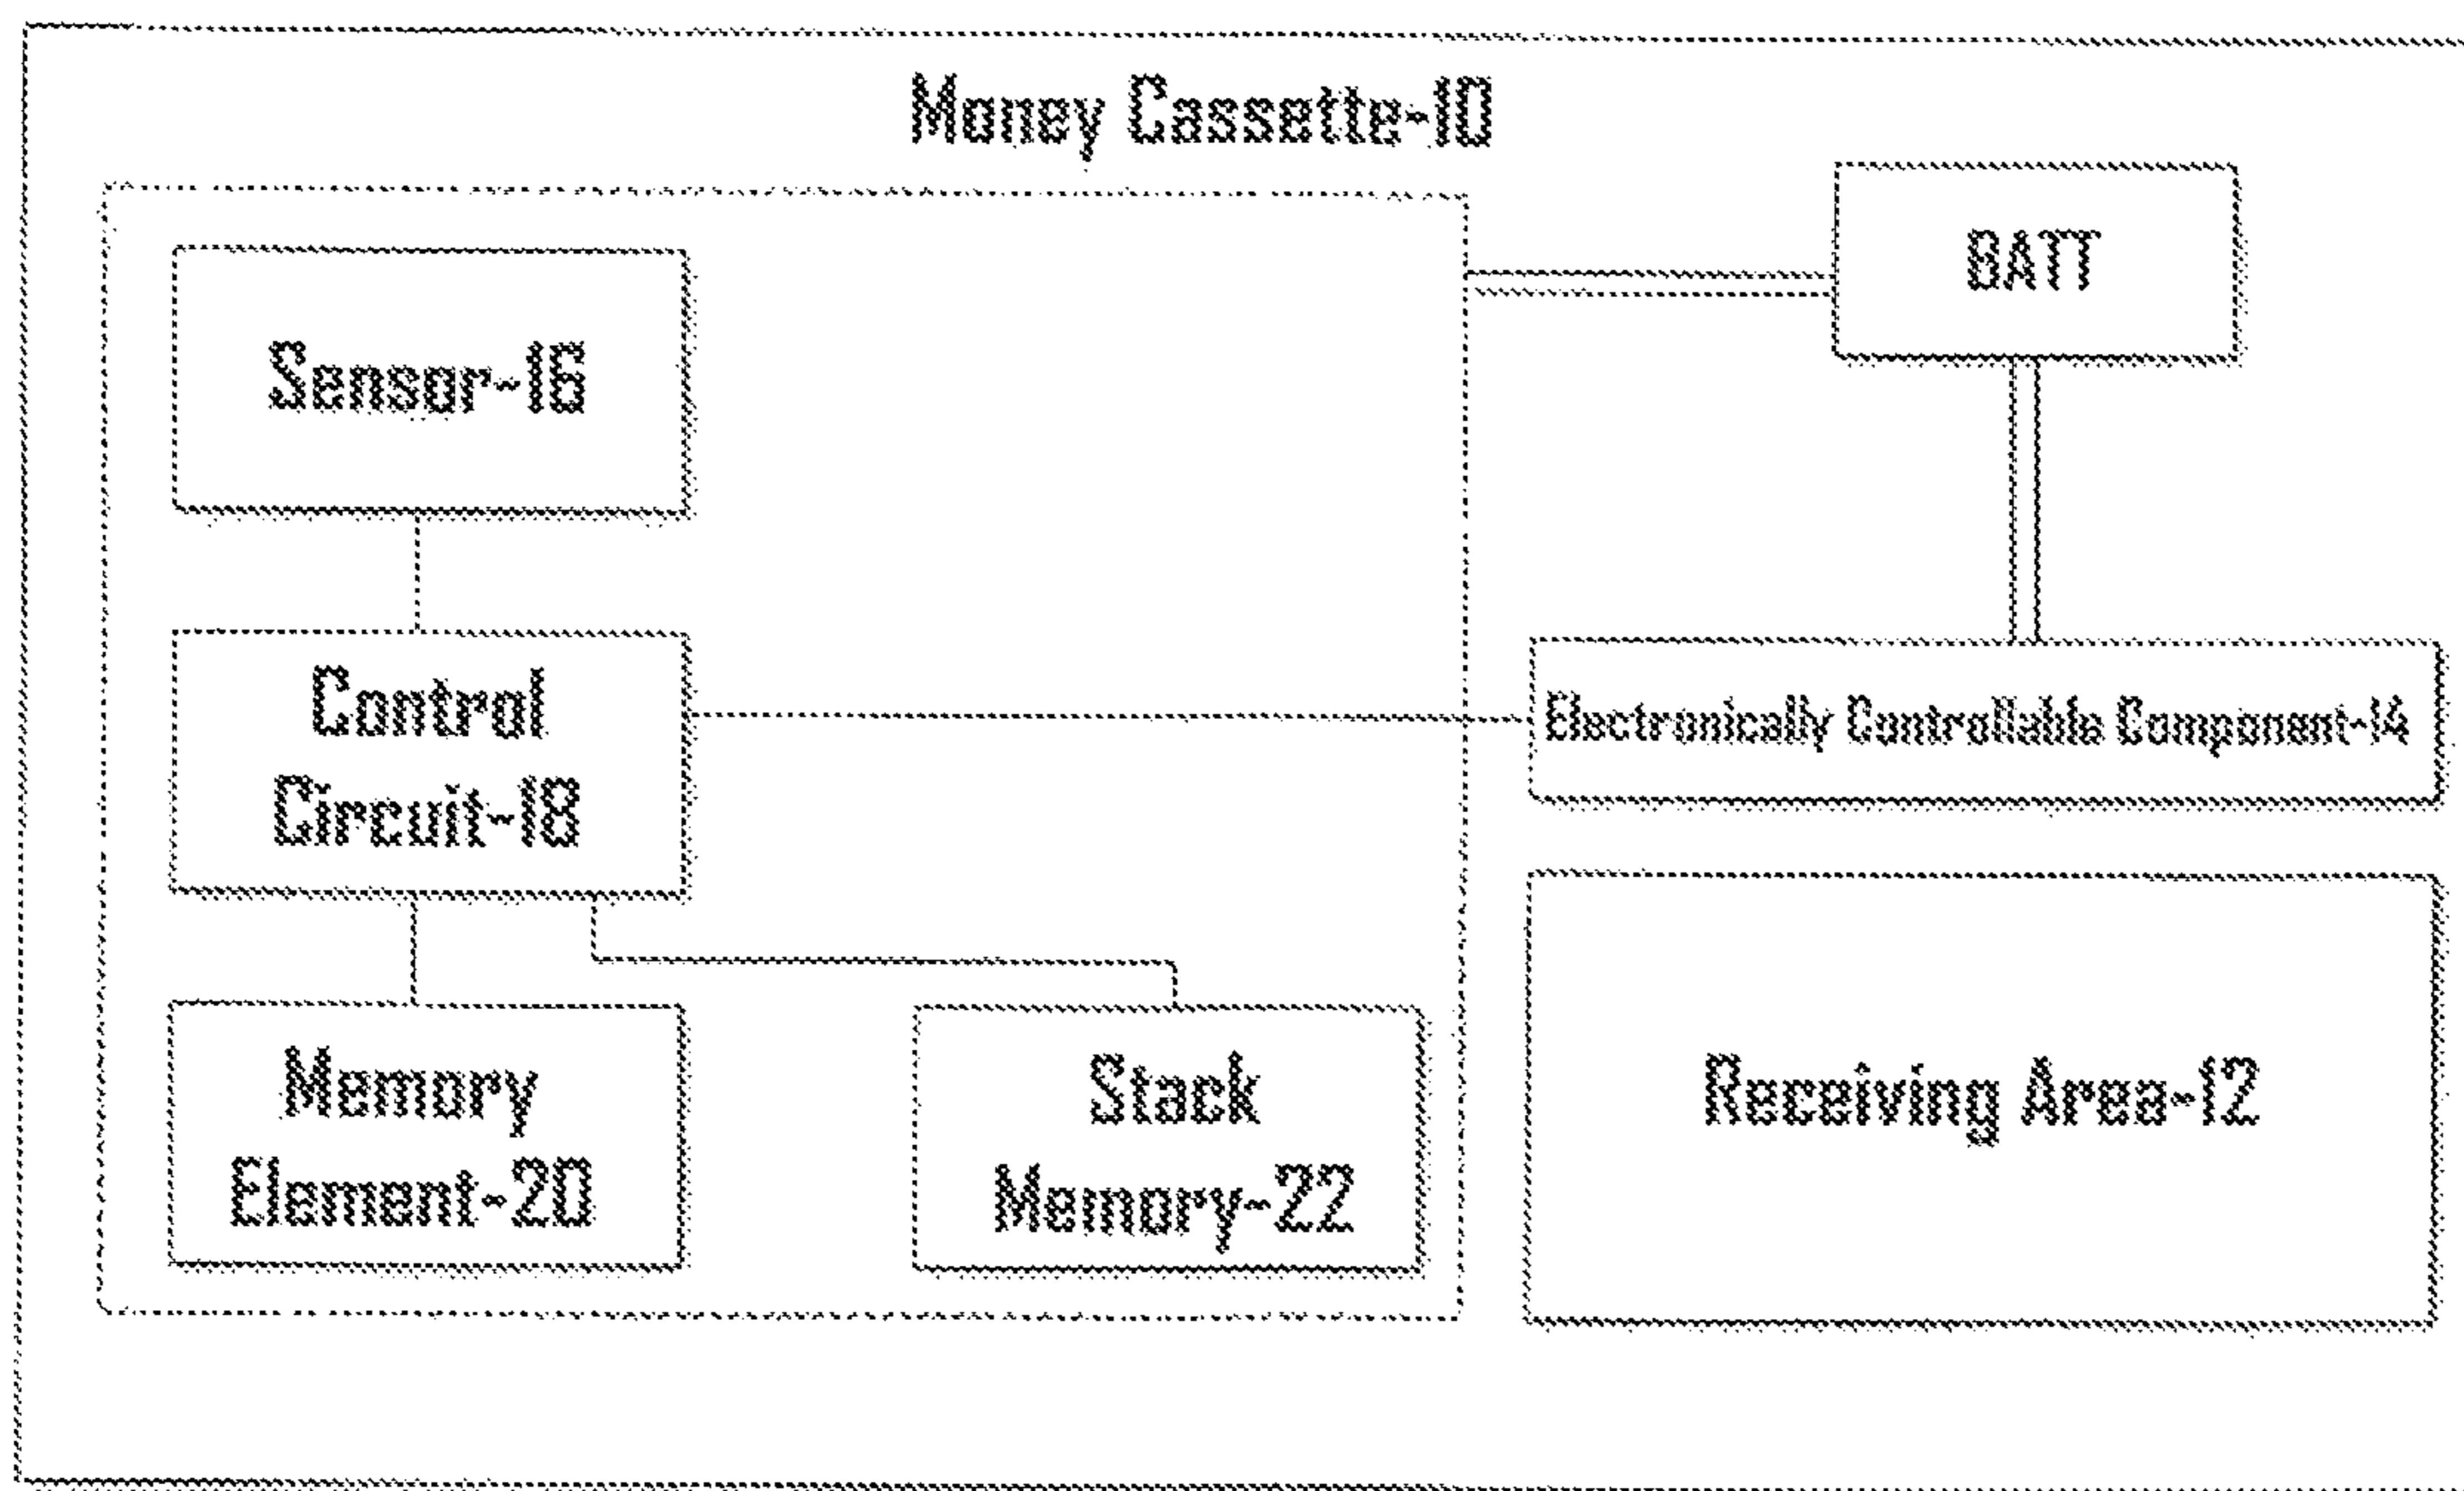 Money Cassette-10
BATT
Sensor-16
Control
Circuit-18
Electronically Controllable Component-14
Memory
Element-20
Stack
Memory-22
Receiving Area-12